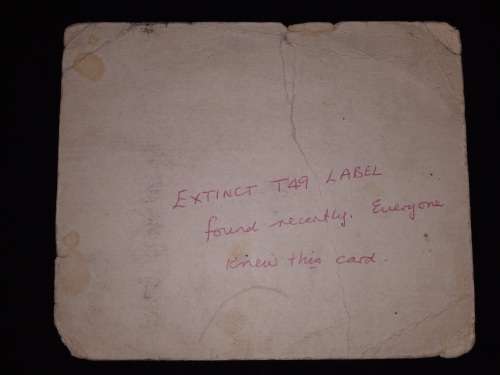 EXTINCT T49 LABEL
found recently. Everyone
knew this card.